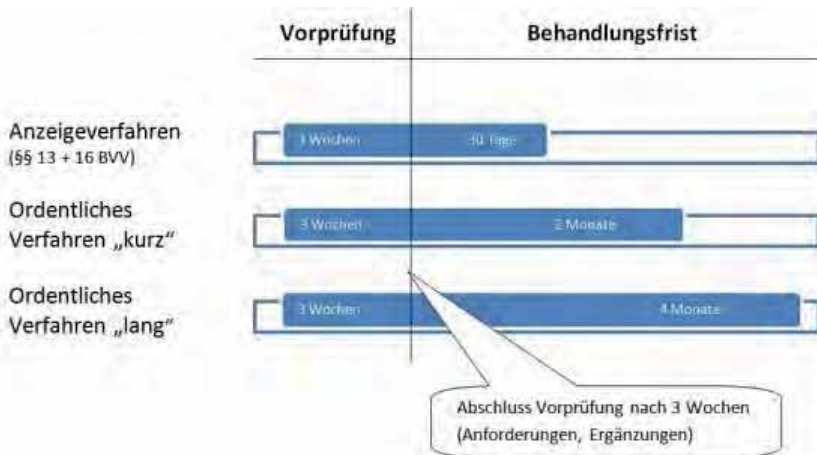 Vorprüfung
Behandlungsfrist
Anzeigeverfahren
(§§ 13 + 16 BVV)
3 Wochen
30 Tage
Ordentliches
Verfahren „kurz“
3 Wochen
2 Monate
Ordentliches
Verfahren „lang“
3 Wochen
4 Monate
Abschluss Vorprüfung nach 3 Wochen
(Anforderungen, Ergänzungen)